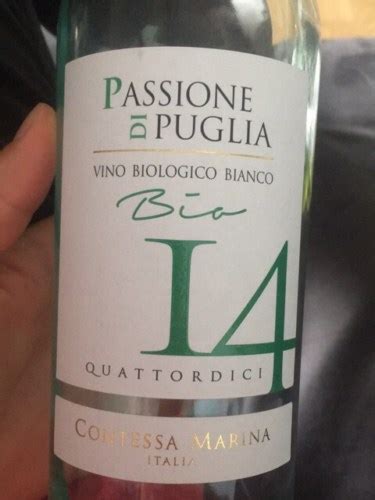 PASSIONE
DI PUGLIA
VINO BIOLOGICO BIANCO
Bio
14
QUATTORDICI
CONTESSA MARINA
ITALIA